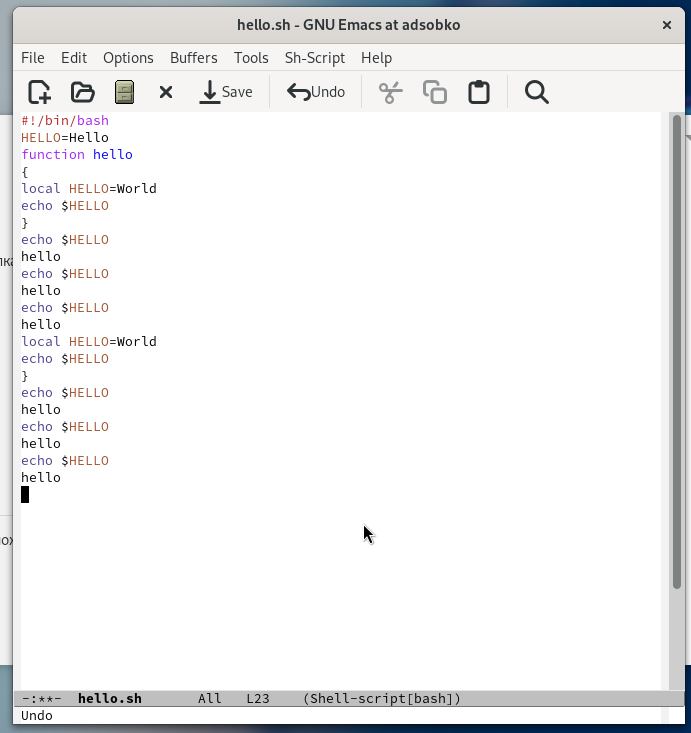 hello.sh - GNU Emacs at adsobko
File Edit Options Buffers Tools Sh-Script Help
Save Undo
#!/bin/bash
HELLO=Hello
function hello
{
local HELLO=World
echo $HELLO
}
echo $HELLO
hello
echo $HELLO
hello
echo $HELLO
hello
local HELLO=World
echo $HELLO
}
echo $HELLO
hello
echo $HELLO
hello
echo $HELLO
hello
-:**- hello.sh All L23 (Shell-script[bash])
Undo